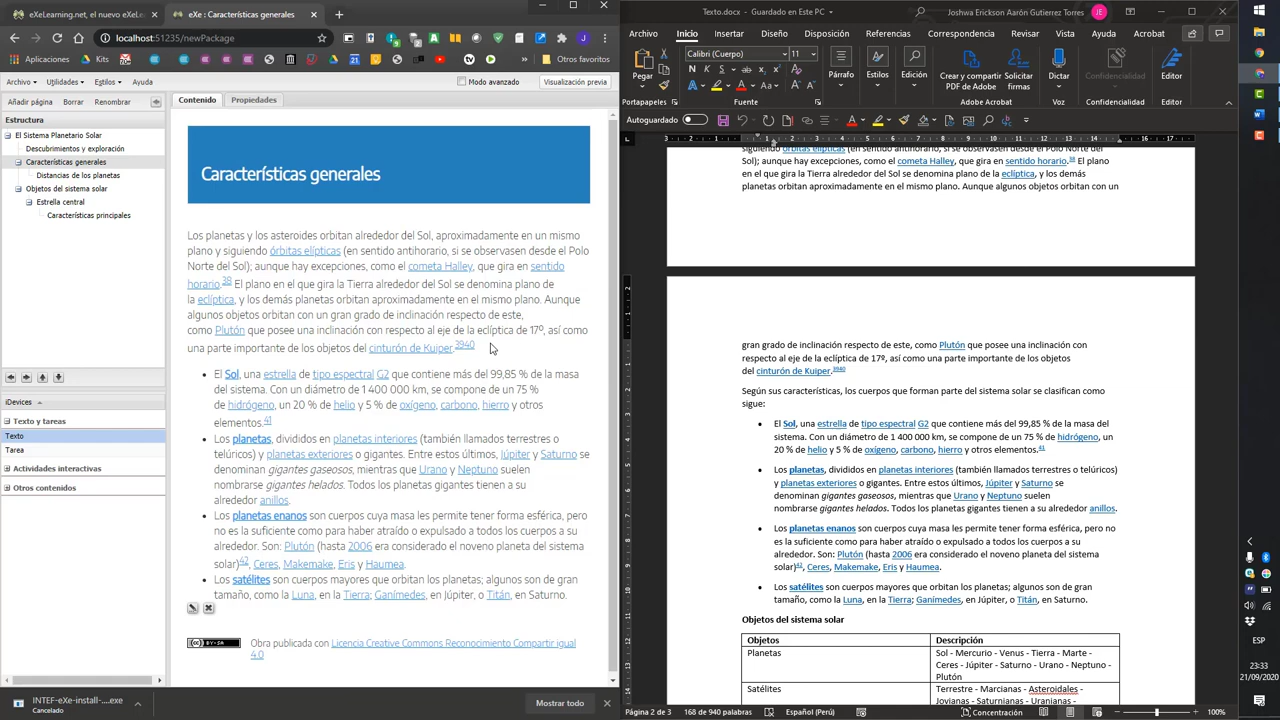 eXe : Características generales
localhost:51235/newPackage
Aplicaciones
Música
Clases
Otros favoritos
Archivo
Utilidades
Estilos
Ayuda
Modo avanzado
Visualización previa
Añadir página
Borrar
Renombrar
Estructura
El Sistema Planetario Solar
Descubrimientos y exploración
Características generales
Distancias de los planetas
Objetos del sistema solar
Estrella central
Características principales
iDevices
Texto y tareas
Texto
Tarea
Actividades interactivas
Otros contenidos
Contenido
Propiedades
Características generales
Los planetas y los asteroides orbitan alrededor del Sol, aproximadamente en un mismo
plano y siguiendo órbitas elípticas (en sentido antihorario, si se observasen desde el Polo
Norte del Sol); aunque hay excepciones, como el cometa Halley, que gira en sentido
horario.38 El plano en el que gira la Tierra alrededor del Sol se denomina plano de
la eclíptica, y los demás planetas orbitan aproximadamente en el mismo plano. Aunque
algunos objetos orbitan con un gran grado de inclinación respecto de este,
como Plutón que posee una inclinación con respecto al eje de la eclíptica de 17º, así como
una parte importante de los objetos del cinturón de Kuiper.3940
• El Sol, una estrella de tipo espectral G2 que contiene más del 99,85 % de la masa
del sistema. Con un diámetro de 1 400 000 km, se compone de un 75 %
de hidrógeno, un 20 % de helio y 5 % de oxígeno, carbono, hierro y otros
elementos.41
• Los planetas, divididos en planetas interiores (también llamados terrestres o
telúricos) y planetas exteriores o gigantes. Entre estos últimos, Júpiter y Saturno se
denominan gigantes gaseosos, mientras que Urano y Neptuno suelen
nombrarse gigantes helados. Todos los planetas gigantes tienen a su
alrededor anillos.
• Los planetas enanos son cuerpos cuya masa les permite tener forma esférica, pero
no es la suficiente como para haber atraído o expulsado a todos los cuerpos a su
alrededor. Son: Plutón (hasta 2006 era considerado el noveno planeta del sistema
solar)42, Ceres, Makemake, Eris y Haumea.
• Los satélites son cuerpos mayores que orbitan los planetas; algunos son de gran
tamaño, como la Luna, en la Tierra; Ganímedes, en Júpiter, o Titán, en Saturno.
BY-SA
Obra publicada con Licencia Creative Commons Reconocimiento Compartir igual
4.0
INTEF-eXe-install-....exe
Cancelado
Mostrar todo
Texto.docx - Guardado en Este PC
Joshwa Erickson Aarón Gutierrez Torres
JE
Archivo
Inicio
Insertar
Diseño
Disposición
Referencias
Correspondencia
Revisar
Vista
Ayuda
Acrobat
Pegar
Calibri (Cuerpo)
11
N
K
S
Párrafo
Estilos
Edición
Crear y compartir
PDF de Adobe
Solicitar
firmas
Dictar
Confidencialidad
Editor
Portapapeles
Fuente
Adobe Acrobat
Voz
Confidencialidad
Editor
Autoguardado
siguiendo órbitas elípticas (en sentido antihorario, si se observasen desde el Polo Norte del
Sol); aunque hay excepciones, como el cometa Halley, que gira en sentido horario.38 El plano
en el que gira la Tierra alrededor del Sol se denomina plano de la eclíptica, y los demás
planetas orbitan aproximadamente en el mismo plano. Aunque algunos objetos orbitan con un
gran grado de inclinación respecto de este, como Plutón que posee una inclinación con
respecto al eje de la eclíptica de 17º, así como una parte importante de los objetos
del cinturón de Kuiper.3940
Según sus características, los cuerpos que forman parte del sistema solar se clasifican como
sigue:
• El Sol, una estrella de tipo espectral G2 que contiene más del 99,85 % de la masa del
sistema. Con un diámetro de 1 400 000 km, se compone de un 75 % de hidrógeno, un
20 % de helio y 5 % de oxígeno, carbono, hierro y otros elementos.41
• Los planetas, divididos en planetas interiores (también llamados terrestres o telúricos)
y planetas exteriores o gigantes. Entre estos últimos, Júpiter y Saturno se
denominan gigantes gaseosos, mientras que Urano y Neptuno suelen
nombrarse gigantes helados. Todos los planetas gigantes tienen a su alrededor anillos.
• Los planetas enanos son cuerpos cuya masa les permite tener forma esférica, pero no
es la suficiente como para haber atraído o expulsado a todos los cuerpos a su
alrededor. Son: Plutón (hasta 2006 era considerado el noveno planeta del sistema
solar)42, Ceres, Makemake, Eris y Haumea.
• Los satélites son cuerpos mayores que orbitan los planetas; algunos son de gran
tamaño, como la Luna, en la Tierra; Ganímedes, en Júpiter, o Titán, en Saturno.
Objetos del sistema solar
Objetos
Descripción
Planetas
Sol - Mercurio - Venus - Tierra - Marte -
Ceres - Júpiter - Saturno - Urano - Neptuno -
Plutón
Satélites
Terrestre - Marcianas - Asteroidales -
Jovianas - Saturnianas - Uranianas -
Página 2 de 3
168 de 940 palabras
Español (Perú)
Concentración
100%
ESP
23:33
21/09/2020